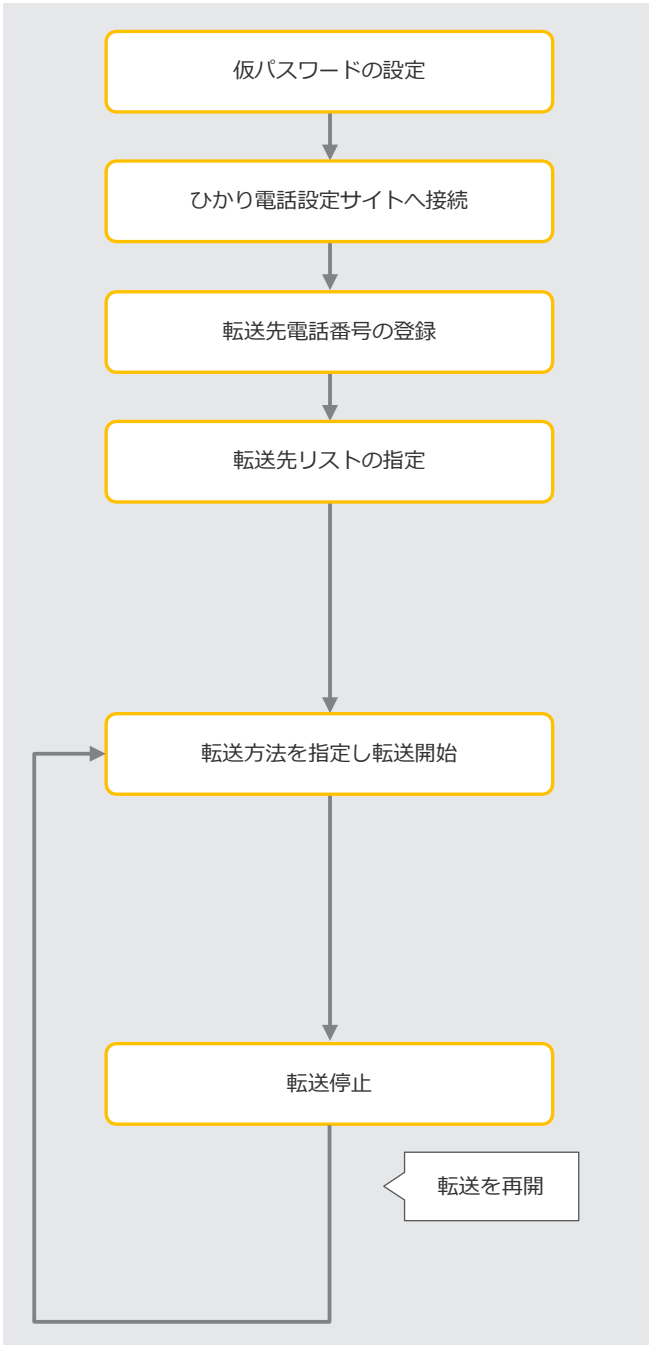 仮パスワードの設定
ひかり電話設定サイトへ接続
転送先電話番号の登録
転送先リストの指定
転送方法を指定し転送開始
転送停止
転送を再開